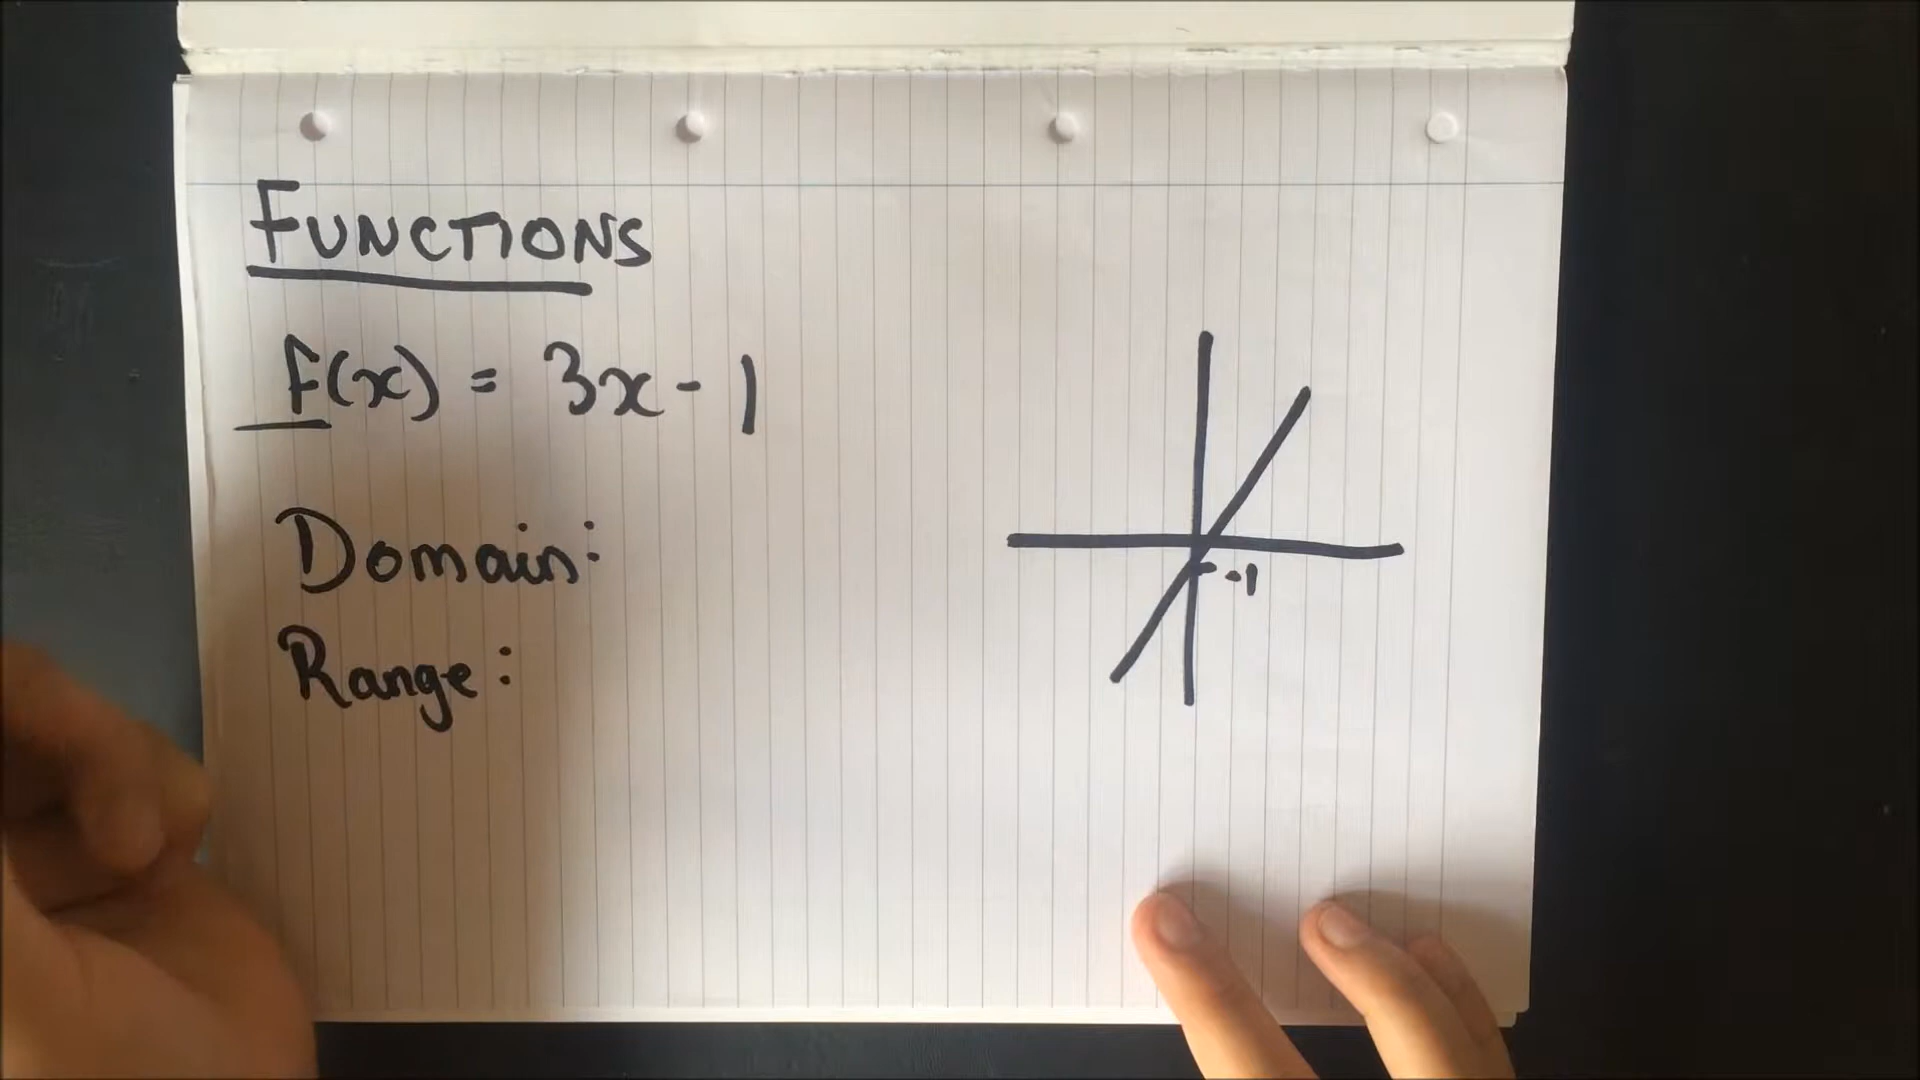 FUNCTIONS
f(x) = 3x - 1
Domain:
Range:
-1